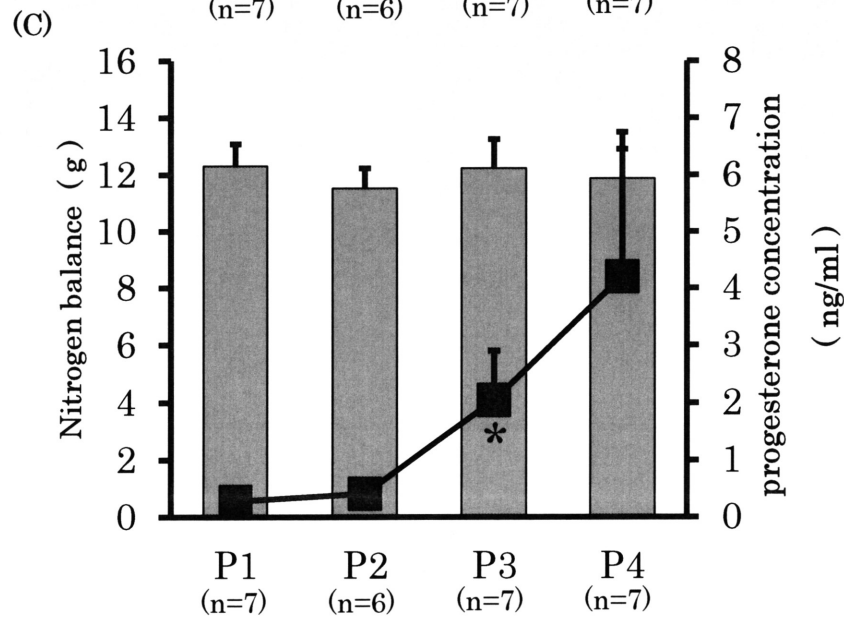 (n=7) (n=6) (n=7) (n=7)
(C)
16 8
14 7
12 6
10 5
8 4
6 3
4 2
2 1
0 0
Nitrogen balance (g)
progesterone concentration
(ng/ml)
*
P1 P2 P3 P4
(n=7) (n=6) (n=7) (n=7)